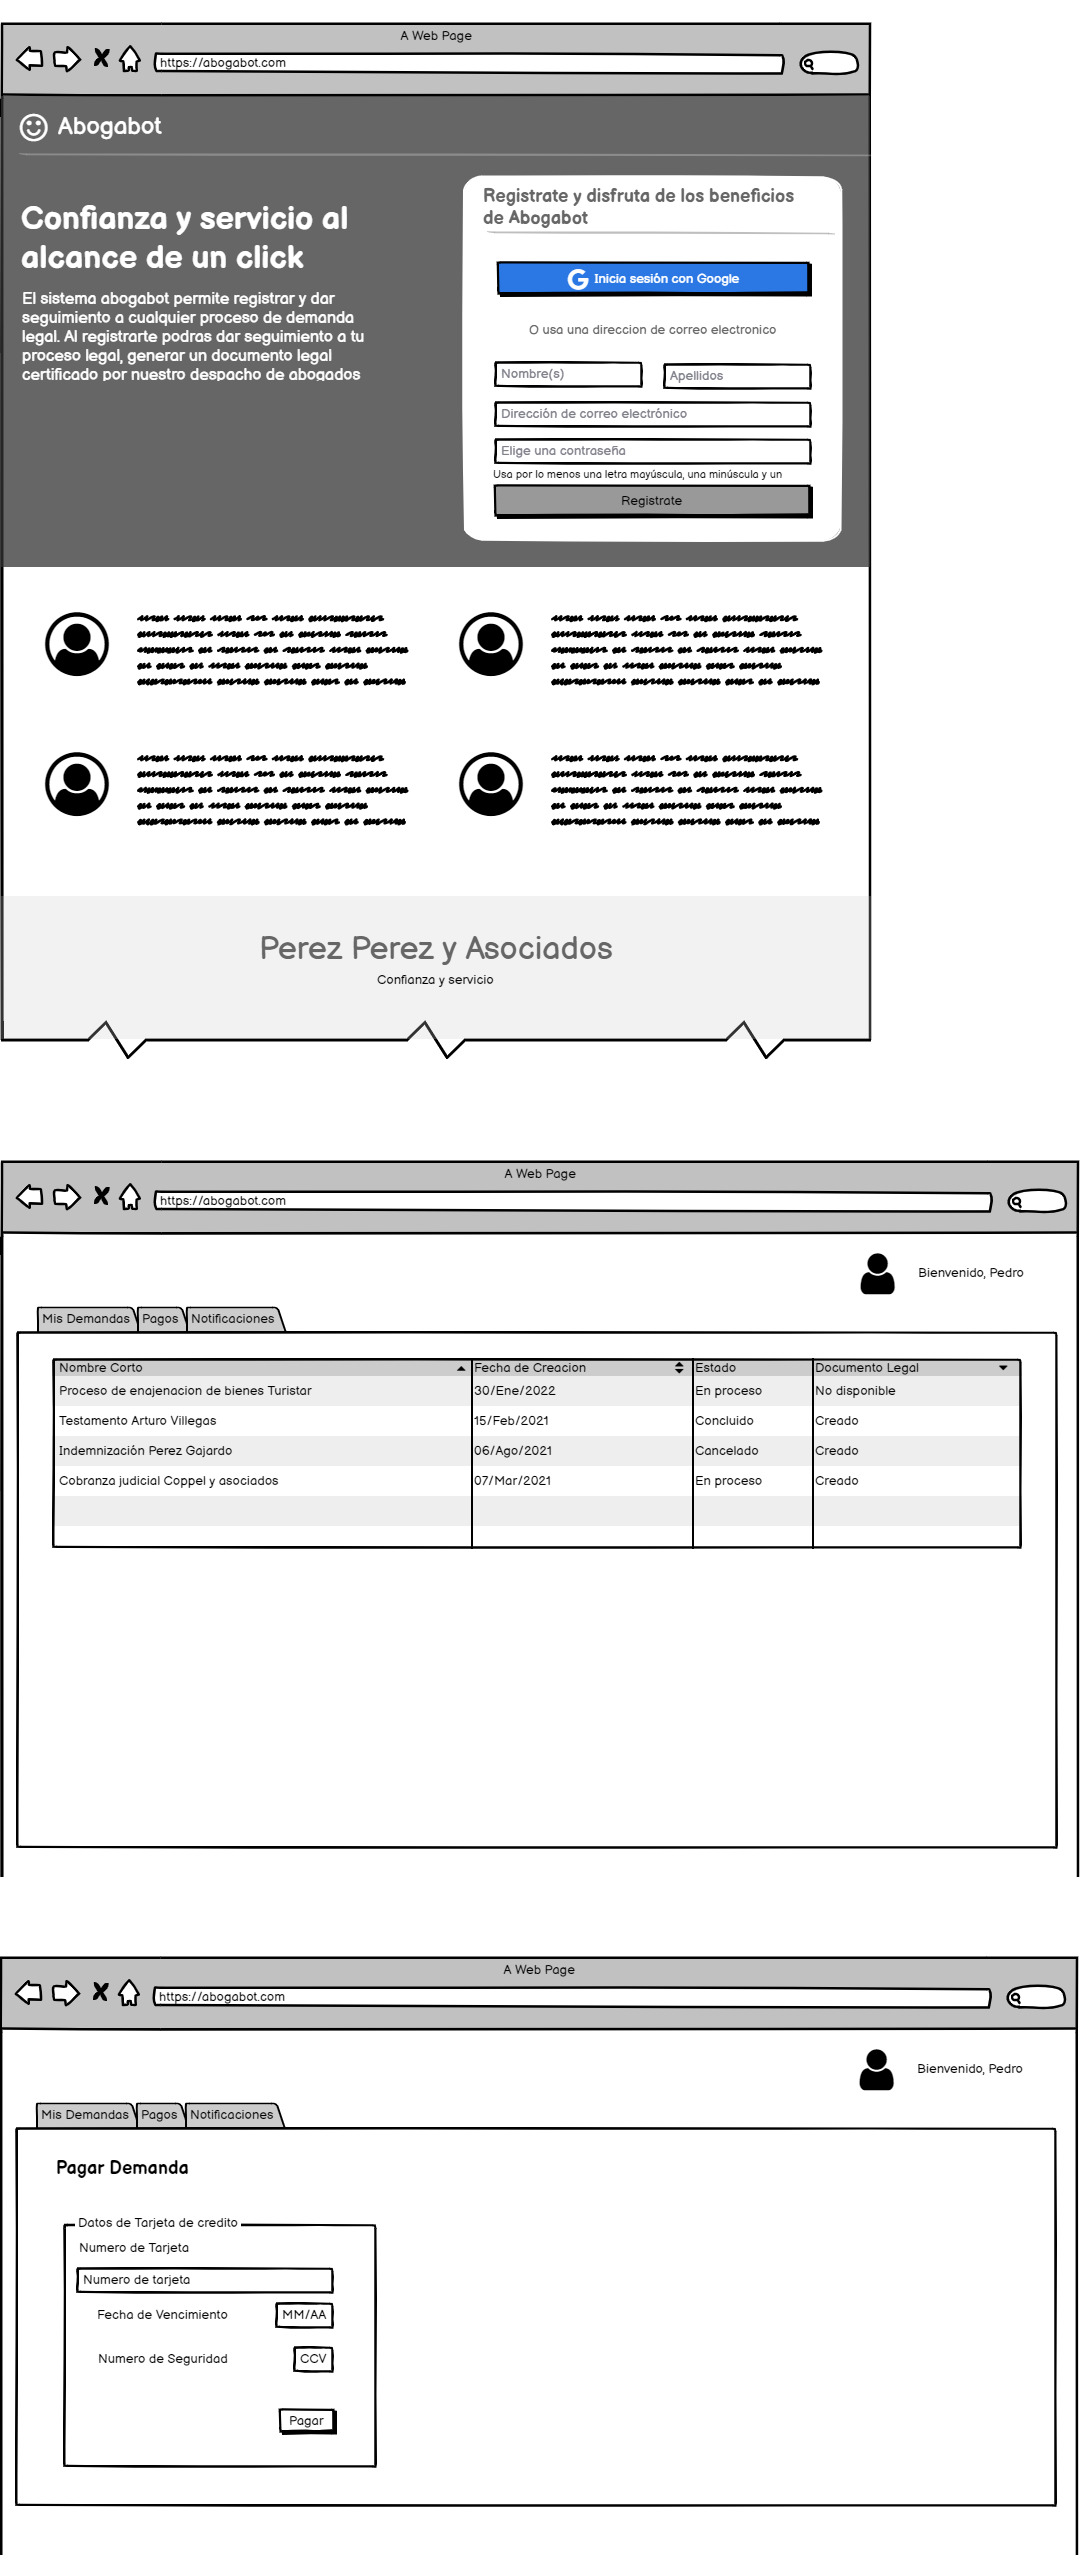 A Web Page
https://abogabot.com
Abogabot
Confianza y servicio al
alcance de un click
El sistema abogabot permite registrar y dar
seguimiento a cualquier proceso de demanda
legal. Al registrarte podras dar seguimiento a tu
proceso legal, generar un documento legal
certificado por nuestro despacho de abogados
Registrate y disfruta de los beneficios
de Abogabot
Inicia sesión con Google
O usa una direccion de correo electronico
Nombre(s) Apellidos
Dirección de correo electrónico
Elige una contraseña
Usa por lo menos una letra mayúscula, una minúscula y un
Registrate
Perez Perez y Asociados
Confianza y servicio
A Web Page
https://abogabot.com
Bienvenido, Pedro
Mis Demandas Pagos Notificaciones
Nombre Corto Fecha de Creacion Estado Documento Legal
Proceso de enajenacion de bienes Turistar 30/Ene/2022 En proceso No disponible
Testamento Arturo Villegas 15/Feb/2021 Concluido Creado
Indemnización Perez Gajardo 06/Ago/2021 Cancelado Creado
Cobranza judicial Coppel y asociados 07/Mar/2021 En proceso Creado
A Web Page
https://abogabot.com
Bienvenido, Pedro
Mis Demandas Pagos Notificaciones
Pagar Demanda
Datos de Tarjeta de credito
Numero de Tarjeta
Numero de tarjeta
Fecha de Vencimiento MM/AA
Numero de Seguridad CCV
Pagar